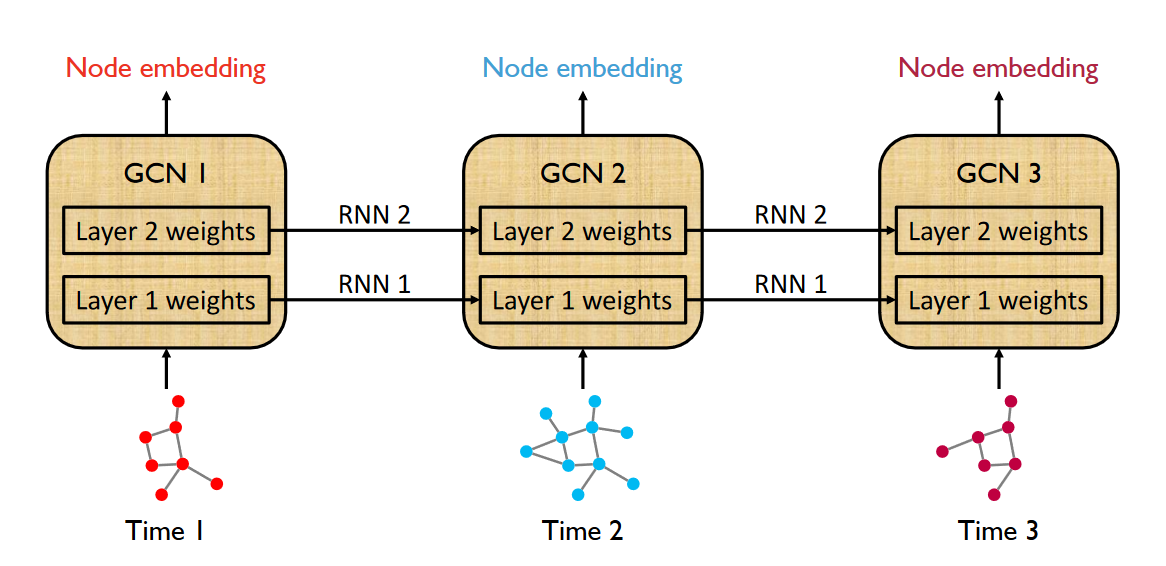 Node embedding
Node embedding
Node embedding
GCN 1
GCN 2
GCN 3
Layer 2 weights
RNN 2
Layer 2 weights
RNN 2
Layer 2 weights
Layer 1 weights
RNN 1
Layer 1 weights
RNN 1
Layer 1 weights
Time 1
Time 2
Time 3